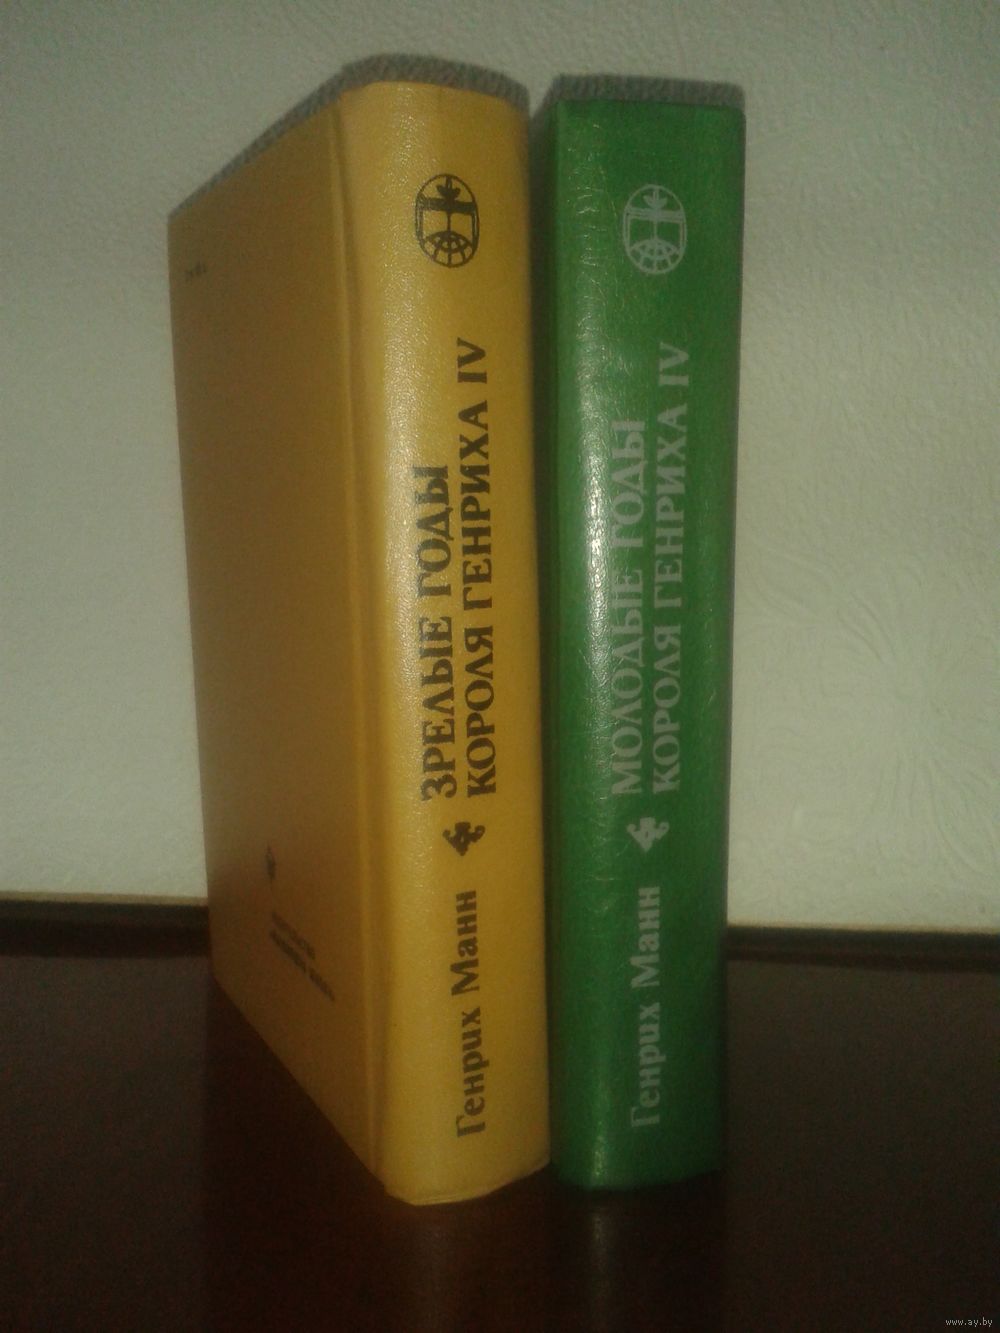 Генрих Манн
ЗРЕЛЫЕ ГОДЫ
КОРОЛЯ ГЕНРИХА IV
Генрих Манн
МОЛОДЫЕ ГОДЫ
КОРОЛЯ ГЕНРИХА IV
www.ay.by